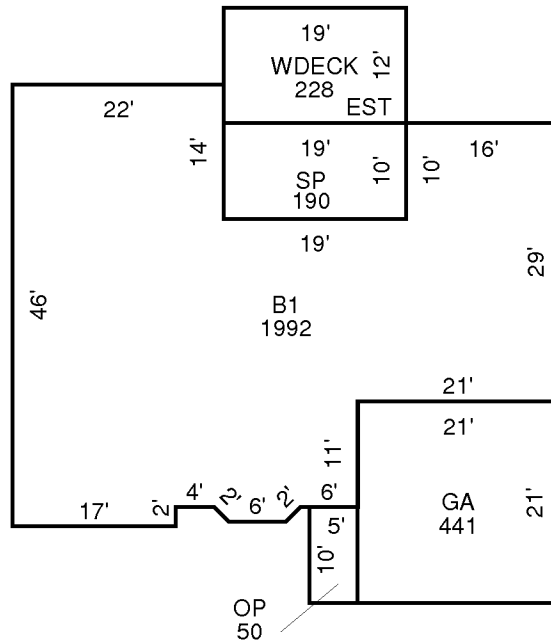 19'
WDECK 12'
228
EST
22'
14' 19' 10' 10' 16'
SP
190
19'
29'
46' B1
1992
21'
21'
11'
4' 2' 6' 2' 6'
17' 2' 5' GA 21'
441
10'
OP
50